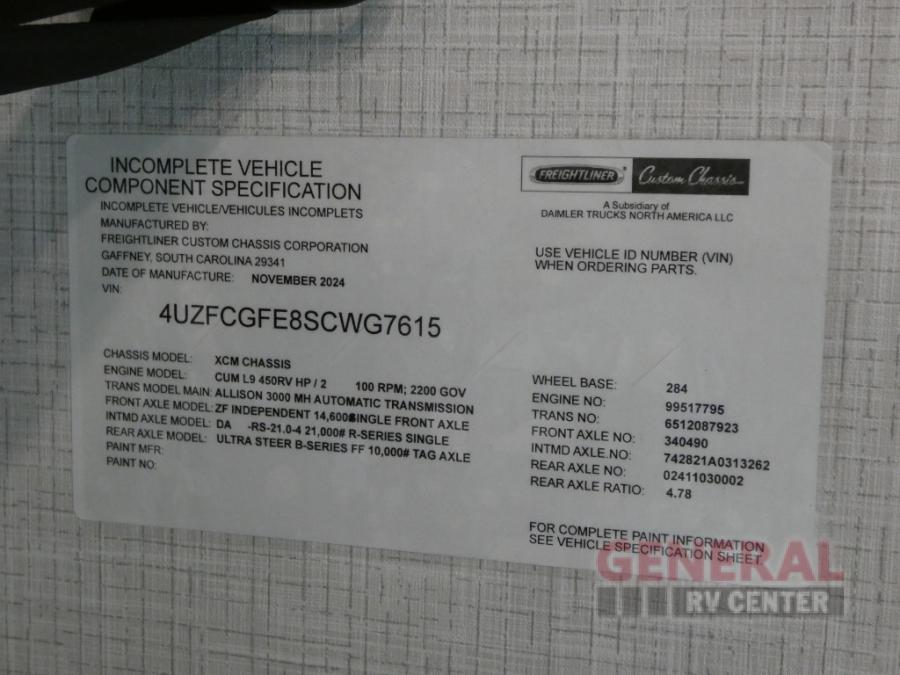 INCOMPLETE VEHICLE
COMPONENT SPECIFICATION
INCOMPLETE VEHICLE/VEHICULES INCOMPLETS
MANUFACTURED BY:
FREIGHTLINER CUSTOM CHASSIS CORPORATION
GAFFNEY, SOUTH CAROLINA 29341
DATE OF MANUFACTURE: NOVEMBER 2024
VIN:
4UZFCGFE8SCWG7615
CHASSIS MODEL: XCM CHASSIS
ENGINE MODEL: CUM L9 450RV HP / 2 100 RPM; 2200 GOV
TRANS MODEL MAIN: ALLISON 3000 MH AUTOMATIC TRANSMISSION
FRONT AXLE MODEL: ZF INDEPENDENT 14,600# SINGLE FRONT AXLE
INTMD AXLE MODEL: DA -RS-21.0-4 21,000# R-SERIES SINGLE
REAR AXLE MODEL: ULTRA STEER B-SERIES FF 10,000# TAG AXLE
PAINT MFR:
PAINT NO:
FREIGHTLINER Custom Chassis
A Subsidiary of
DAIMLER TRUCKS NORTH AMERICA LLC
USE VEHICLE ID NUMBER (VIN)
WHEN ORDERING PARTS.
WHEEL BASE: 284
ENGINE NO: 99517795
TRANS NO: 6512087923
FRONT AXLE NO: 340490
INTMD AXLE.NO: 742821A0313262
REAR AXLE NO: 02411030002
REAR AXLE RATIO: 4.78
FOR COMPLETE PAINT INFORMATION
SEE VEHICLE SPECIFICATION SHEET.
GENERAL
RV CENTER